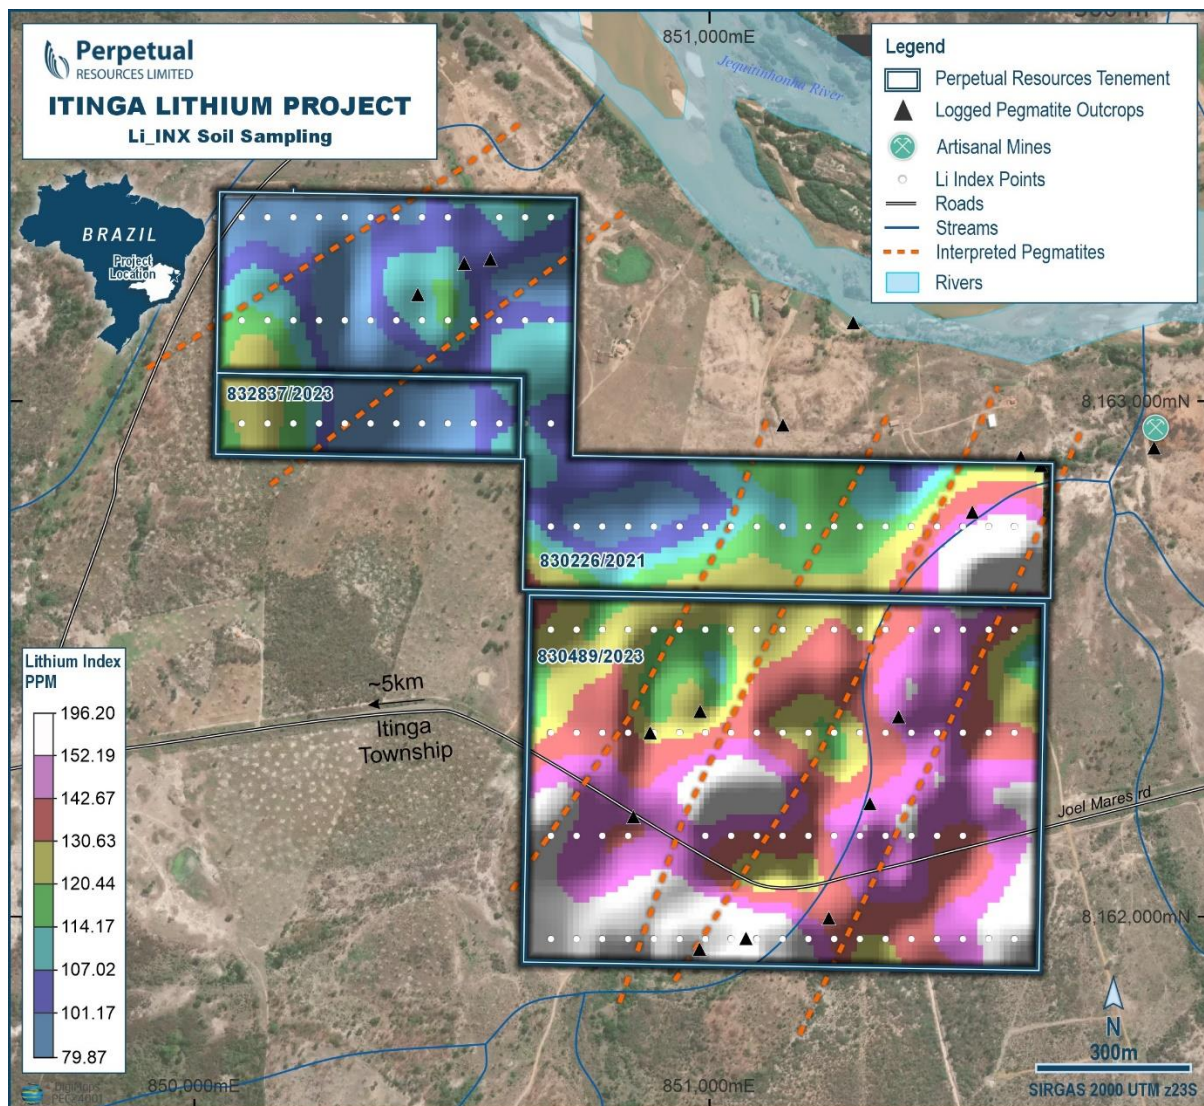 Perpetual
RESOURCES LIMITED
ITINGA LITHIUM PROJECT
Li_INX Soil Sampling
851,000mE
Jequitinhonha River
Legend
Perpetual Resources Tenement
Logged Pegmatite Outcrops
Artisanal Mines
Li Index Points
Roads
Streams
Interpreted Pegmatites
Rivers
BRAZIL
Project
Location
832837/2023
8,163,000mN
830226/2021
830489/2023
Lithium Index
PPM
196.20
152.19
142.67
130.63
120.44
114.17
107.02
101.17
79.87
~5km
Itinga
Township
Joel Mares rd
8,162,000mN
N
300m
SIRGAS 2000 UTM z23S
DigiMaps
PEC24001
850,000mE
851,000mE